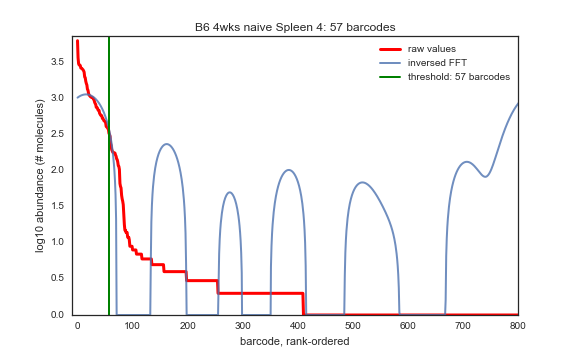 B6 4wks naive Spleen 4: 57 barcodes
raw values
inversed FFT
threshold: 57 barcodes
log10 abundance (# molecules)
3.5
3.0
2.5
2.0
1.5
1.0
0.5
0.0
0 100 200 300 400 500 600 700 800
barcode, rank-ordered